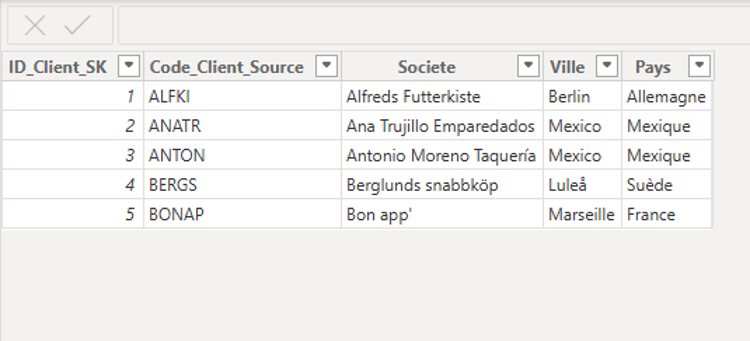 ID_Client_SK Code_Client_Source Societe Ville Pays
1 ALFKI Alfreds Futterkiste Berlin Allemagne
2 ANATR Ana Trujillo Emparedados Mexico Mexique
3 ANTON Antonio Moreno Taquería Mexico Mexique
4 BERGS Berglunds snabbköp Luleå Suède
5 BONAP Bon app' Marseille France